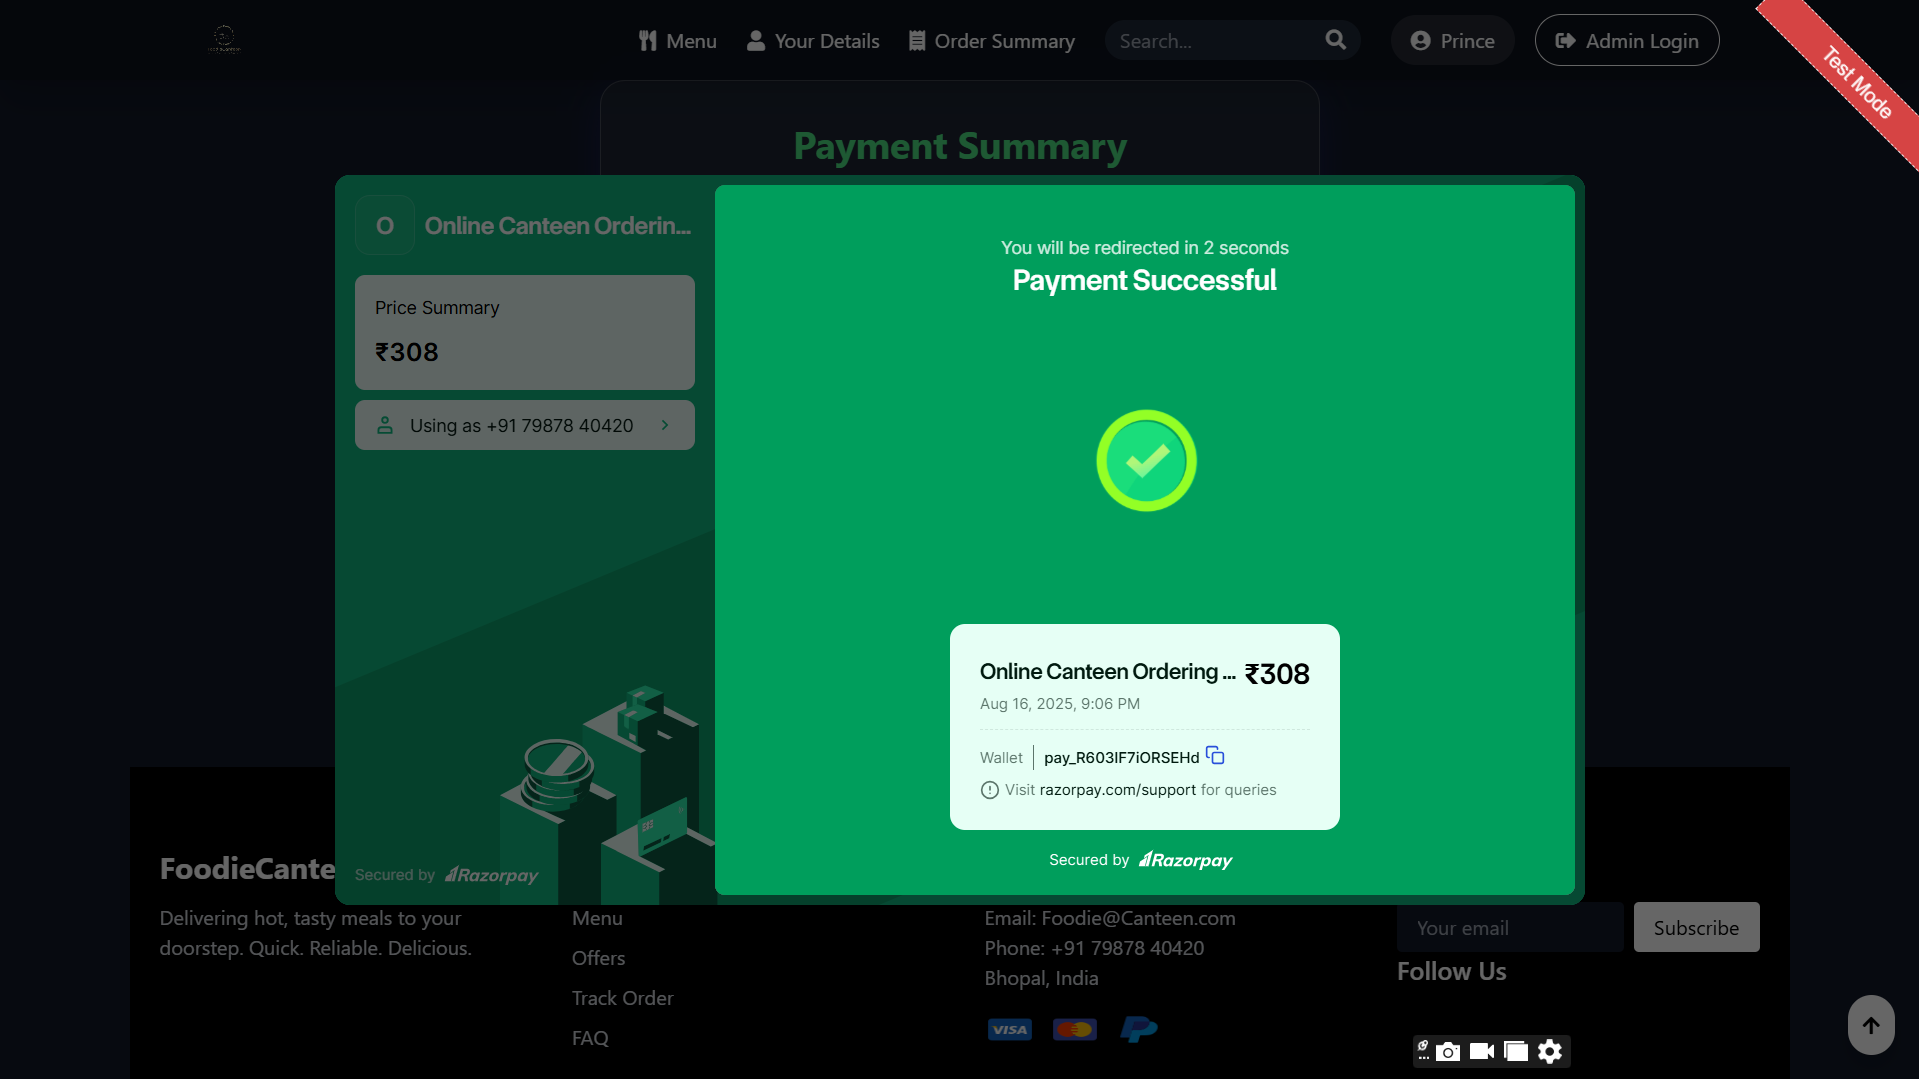 Menu
Your Details
Order Summary
Search...
Prince
Admin Login
Test Mode
Payment Summary
O
Online Canteen Orderin...
Price Summary
₹308
Using as +91 79878 40420
Secured by Razorpay
You will be redirected in 2 seconds
Payment Successful
Online Canteen Ordering ... ₹308
Aug 16, 2025, 9:06 PM
Wallet | pay_R603IF7iORSEHd
Visit razorpay.com/support for queries
Secured by Razorpay
FoodieCante
Delivering hot, tasty meals to your
doorstep. Quick. Reliable. Delicious.
Menu
Offers
Track Order
FAQ
Email: Foodie@Canteen.com
Phone: +91 79878 40420
Bhopal, India
VISA
Your email
Subscribe
Follow Us